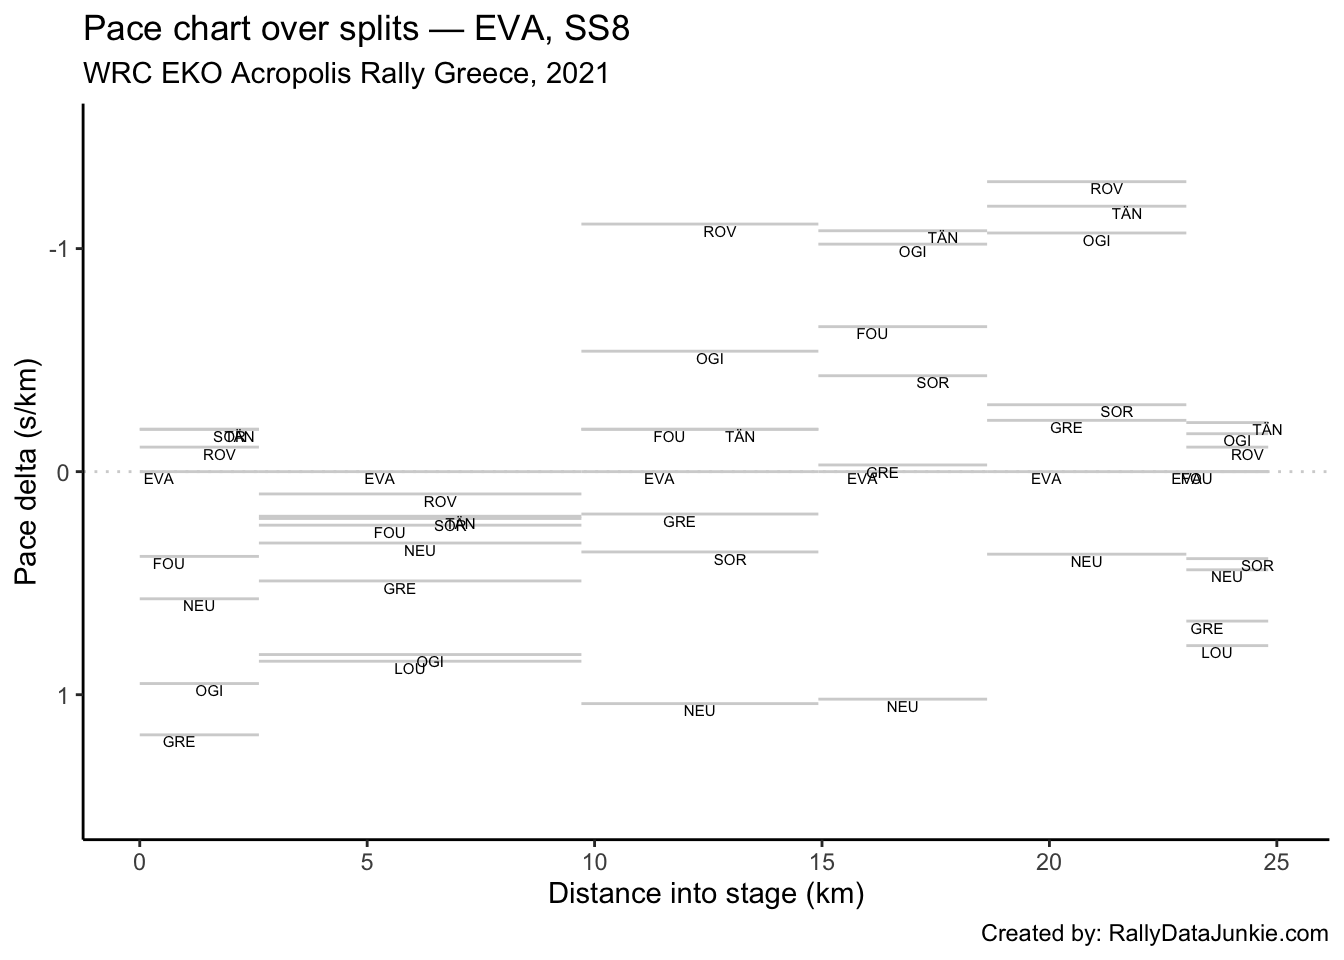 Pace chart over splits — EVA, SS8
WRC EKO Acropolis Rally Greece, 2021
ROV
TÄN
OGI
ROV
TÄN
OGI
-1
FOU
OGI
SOR
SOR
GRE
SOR
TÄN
FOU
TÄN
TÄN
OGI
ROV
ROV
0
EVA
EVA
EVA
EVA
GRE
EVA
EVA
FOU
ROV
TÄN
SOR
FOU
NEU
GRE
GRE
SOR
FOU
NEU
NEU
SOR
NEU
GRE
LOU
OGI
LOU
OGI
GRE
NEU
NEU
1
Pace delta (s/km)
0
5
10
15
20
25
Distance into stage (km)
Created by: RallyDataJunkie.com